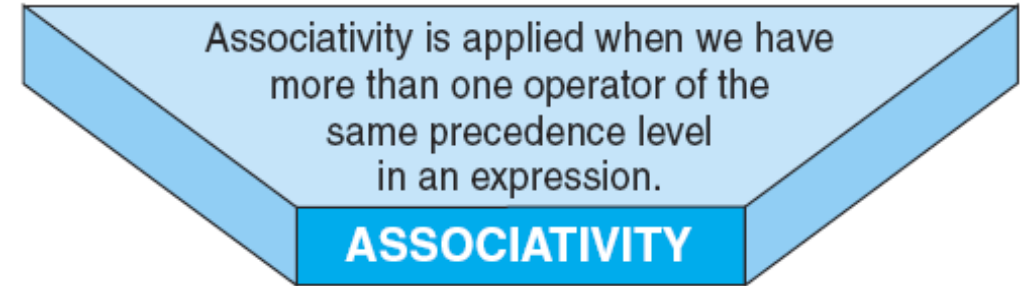 Associativity is applied when we have
more than one operator of the
same precedence level
in an expression.
ASSOCIATIVITY